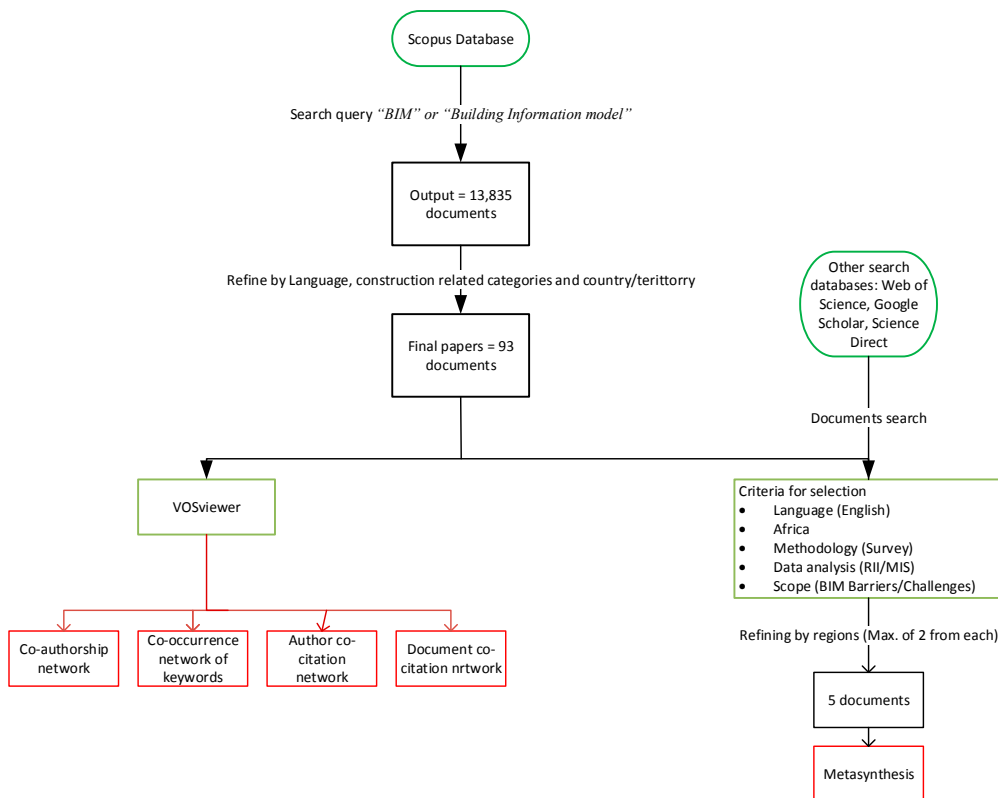 Scopus Database
Search query “BIM” or “Building Information model”
Output = 13,835
documents
Refine by Language, construction related categories and country/terittorry
Final papers = 93
documents
Other search
databases: Web of
Science, Google
Scholar, Science
Direct
Documents search
VOSviewer
Criteria for selection
• Language (English)
• Africa
• Methodology (Survey)
• Data analysis (RII/MIS)
• Scope (BIM Barriers/Challenges)
Co-authorship
network
Co-occurrence
network of
keywords
Author co-
citation
network
Document co-
citation nrtwork
Refining by regions (Max. of 2 from each)
5 documents
Metasynthesis